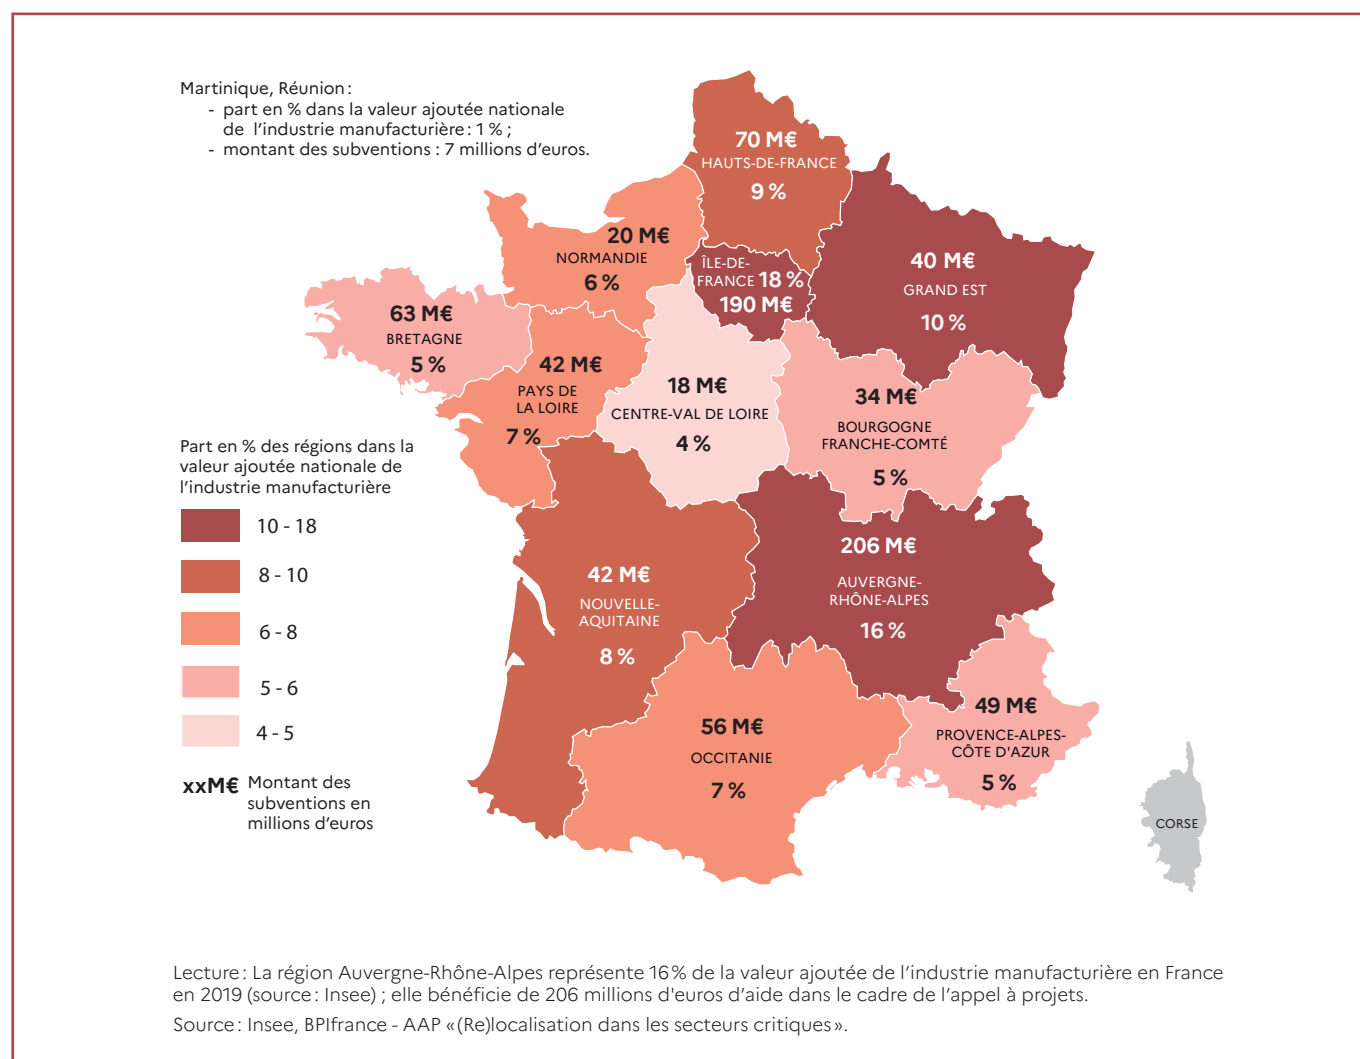 Martinique, Réunion :
- part en % dans la valeur ajoutée nationale
de l’industrie manufacturière : 1 % ;
- montant des subventions : 7 millions d’euros.
70 M€
HAUTS-DE-FRANCE
9 %
20 M€
NORMANDIE
6 %
ÎLE-DE-
FRANCE 18 %
190 M€
40 M€
GRAND EST
10 %
63 M€
BRETAGNE
5 %
42 M€
PAYS DE
LA LOIRE
7 %
18 M€
CENTRE-VAL DE LOIRE
4 %
34 M€
BOURGOGNE
FRANCHE-COMTÉ
5 %
Part en % des régions dans la
valeur ajoutée nationale de
l’industrie manufacturière
10 - 18
8 - 10
6 - 8
5 - 6
4 - 5
xxM€ Montant des
subventions en
millions d’euros
42 M€
NOUVELLE-
AQUITAINE
8 %
206 M€
AUVERGNE-
RHÔNE-ALPES
16 %
56 M€
OCCITANIE
7 %
49 M€
PROVENCE-ALPES-
CÔTE D'AZUR
5 %
CORSE
Lecture : La région Auvergne-Rhône-Alpes représente 16 % de la valeur ajoutée de l’industrie manufacturière en France
en 2019 (source : Insee) ; elle bénéficie de 206 millions d'euros d’aide dans le cadre de l’appel à projets.
Source : Insee, BPIfrance - AAP « (Re)localisation dans les secteurs critiques ».